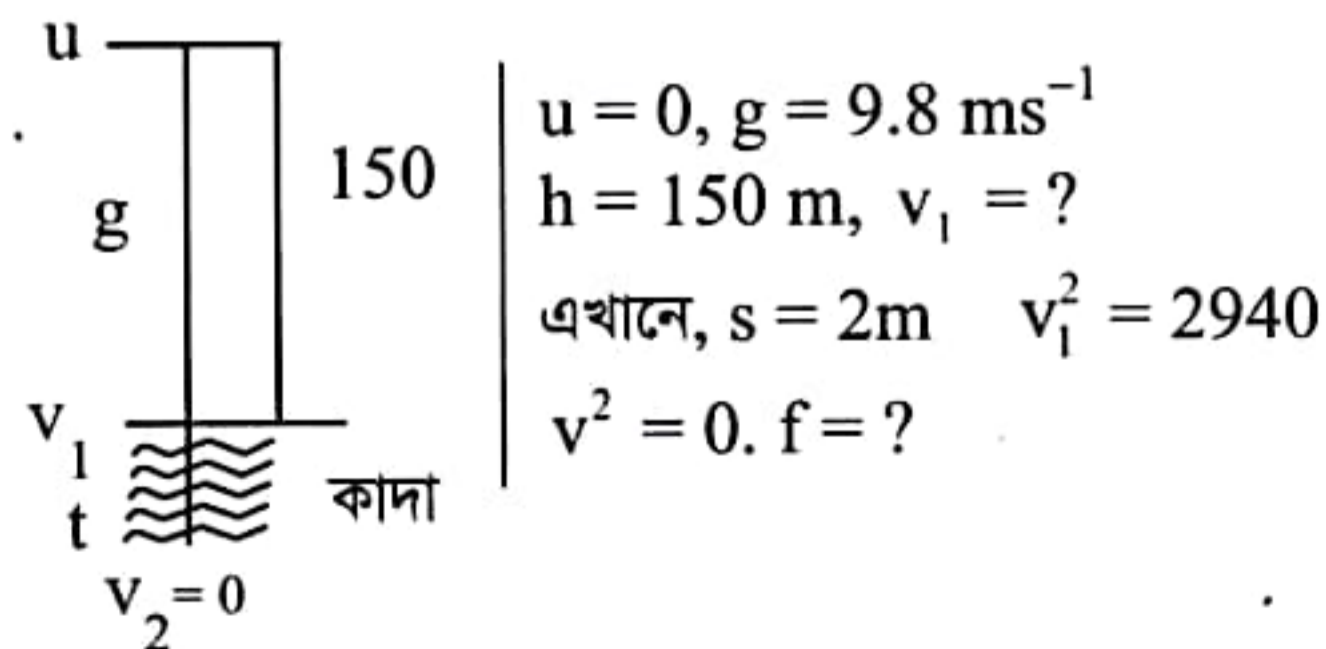 u
g
150
v₁
t
কাদা
v₂ = 0
u = 0, g = 9.8 ms⁻¹
h = 150 m, v₁ = ?
এখানে, s = 2m v₁² = 2940
v² = 0. f = ?